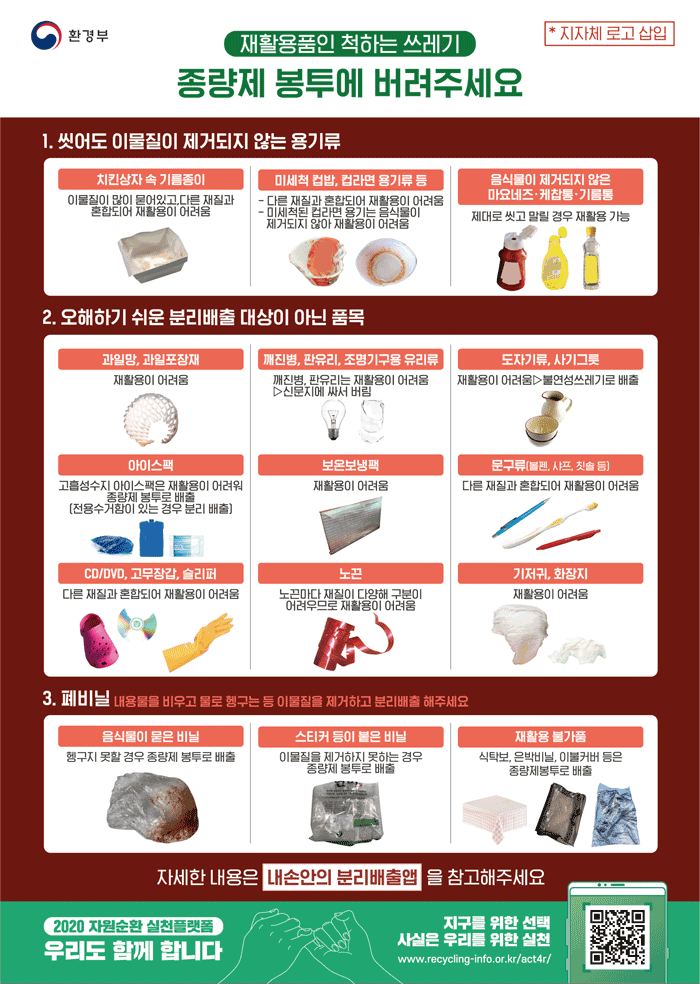 환경부
재활용품인 척하는 쓰레기
* 지자체 로고 삽입
종량제 봉투에 버려주세요
1. 씻어도 이물질이 제거되지 않는 용기류
치킨상자 속 기름종이
이물질이 많이 묻어있고,다른 재질과
혼합되어 재활용이 어려움
미세척 컵밥, 컵라면 용기류 등
- 다른 재질과 혼합되어 재활용이 어려움
- 미세척된 컵라면 용기는 음식물이
제거되지 않아 재활용이 어려움
음식물이 제거되지 않은
마요네즈·케찹통·기름통
제대로 씻고 말릴 경우 재활용 가능
2. 오해하기 쉬운 분리배출 대상이 아닌 품목
과일망, 과일포장재
재활용이 어려움
깨진병, 판유리, 조명기구용 유리류
깨진병, 판유리는 재활용이 어려움
▷신문지에 싸서 버림
도자기류, 사기그릇
재활용이 어려움▷불연성쓰레기로 배출
아이스팩
고흡성수지 아이스팩은 재활용이 어려워
종량제 봉투로 배출
(전용수거함이 있는 경우 분리 배출)
보온보냉팩
재활용이 어려움
문구류(볼펜, 샤프, 칫솔 등)
다른 재질과 혼합되어 재활용이 어려움
CD/DVD, 고무장갑, 슬리퍼
다른 재질과 혼합되어 재활용이 어려움
노끈
노끈마다 재질이 다양해 구분이
어려우므로 재활용이 어려움
기저귀, 화장지
재활용이 어려움
3. 폐비닐 내용물을 비우고 물로 헹구는 등 이물질을 제거하고 분리배출 해주세요
음식물이 묻은 비닐
헹구지 못할 경우 종량제 봉투로 배출
스티커 등이 붙은 비닐
이물질을 제거하지 못하는 경우
종량제 봉투로 배출
재활용 불가품
식탁보, 은박비닐, 이불커버 등은
종량제봉투로 배출
자세한 내용은 내손안의 분리배출앱 을 참고해주세요
2020 자원순환 실천플랫폼
우리도 함께 합니다
지구를 위한 선택
사실은 우리를 위한 실천
www.recycling-info.or.kr/act4r/